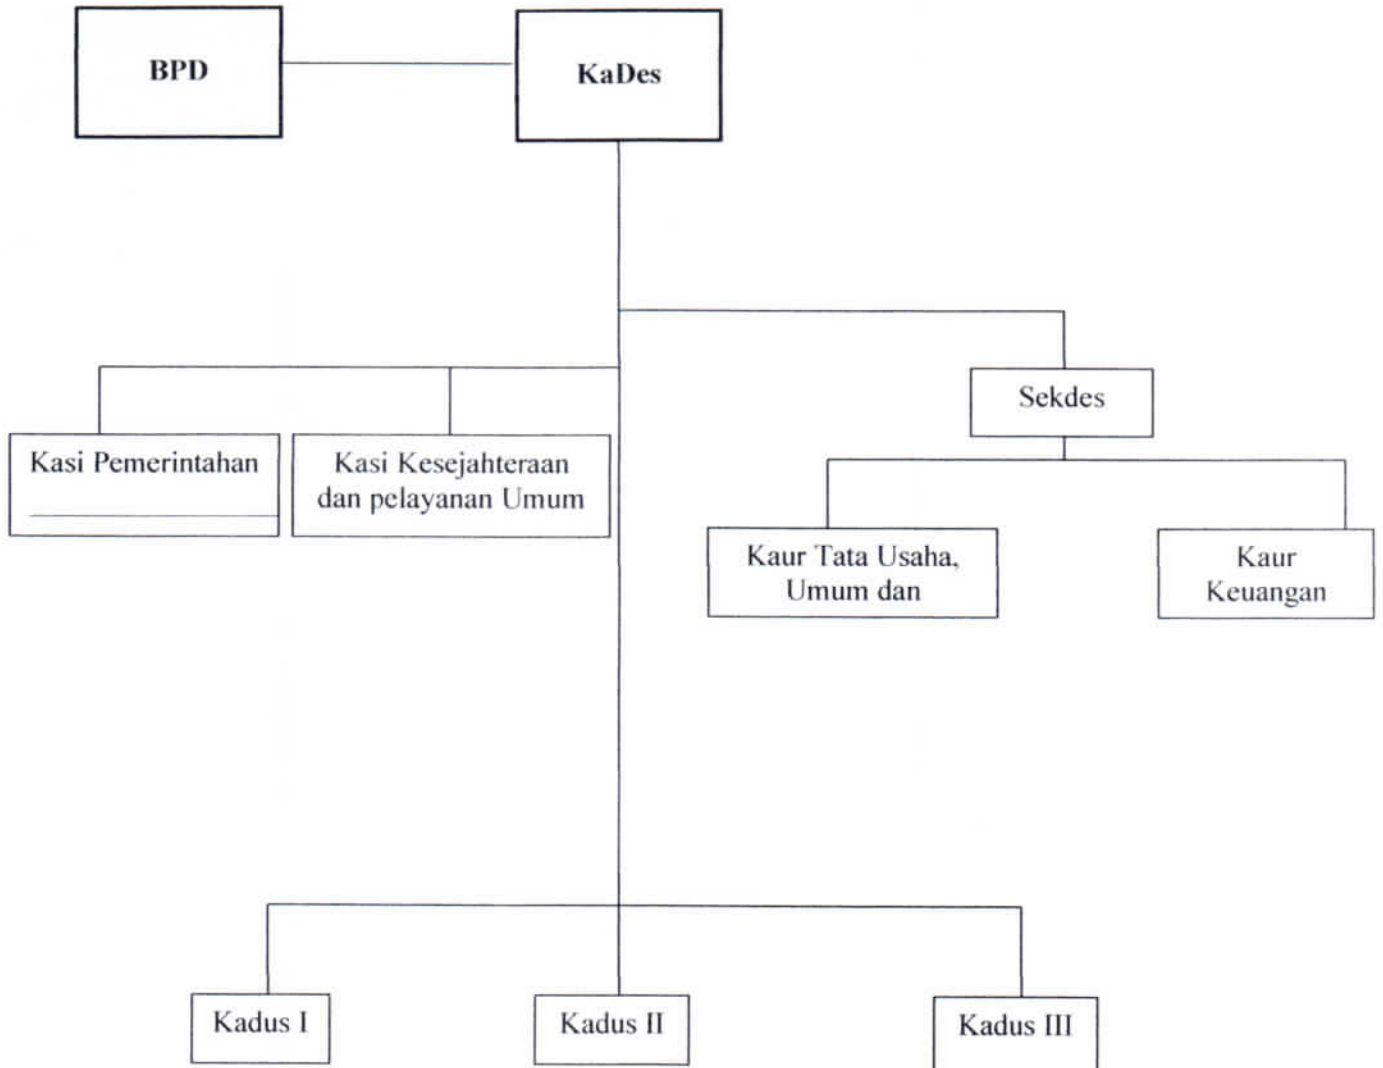 BPD
KaDes
Sekdes
Kasi Pemerintahan
Kasi Kesejahteraan
dan pelayanan Umum
Kaur Tata Usaha,
Umum dan
Kaur
Keuangan
Kadus I
Kadus II
Kadus III